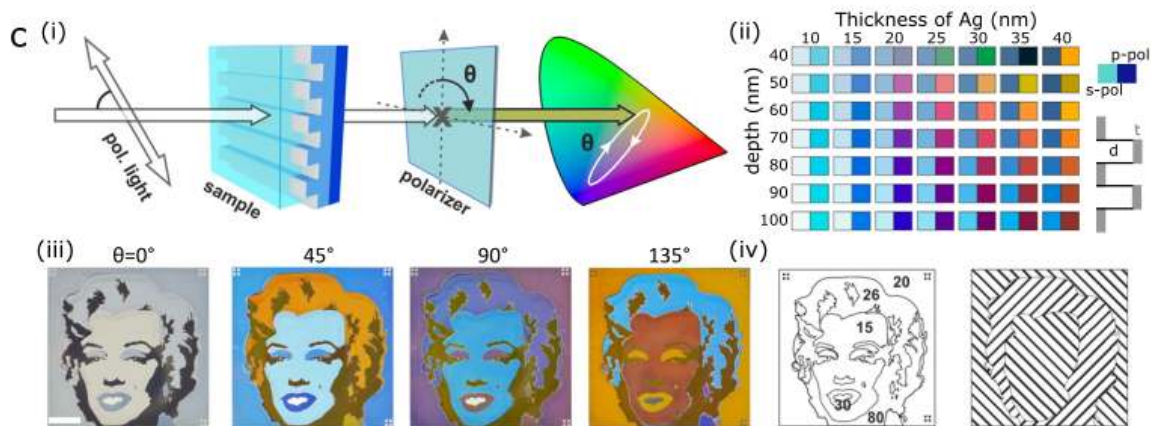 c (i)
pol. light
sample
θ
polarizer
θ
(ii)
Thickness of Ag (nm)
10 15 20 25 30 35 40
depth (nm)
40
50
60
70
80
90
100
p-pol
s-pol
t
d
(iii)
θ=0°
45°
90°
135°
(iv)
20
26
15
30
80